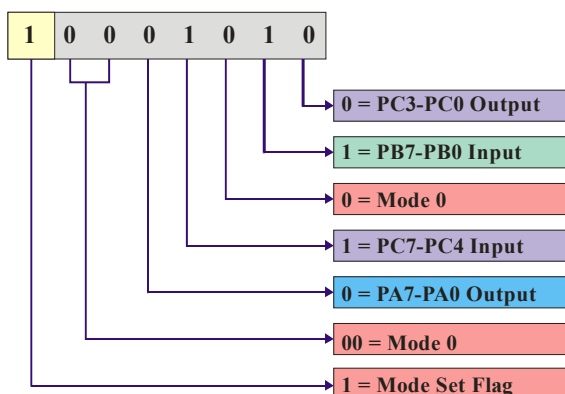 1 0 0 0 1 0 1 0
0 = PC3-PC0 Output
1 = PB7-PB0 Input
0 = Mode 0
1 = PC7-PC4 Input
0 = PA7-PA0 Output
00 = Mode 0
1 = Mode Set Flag